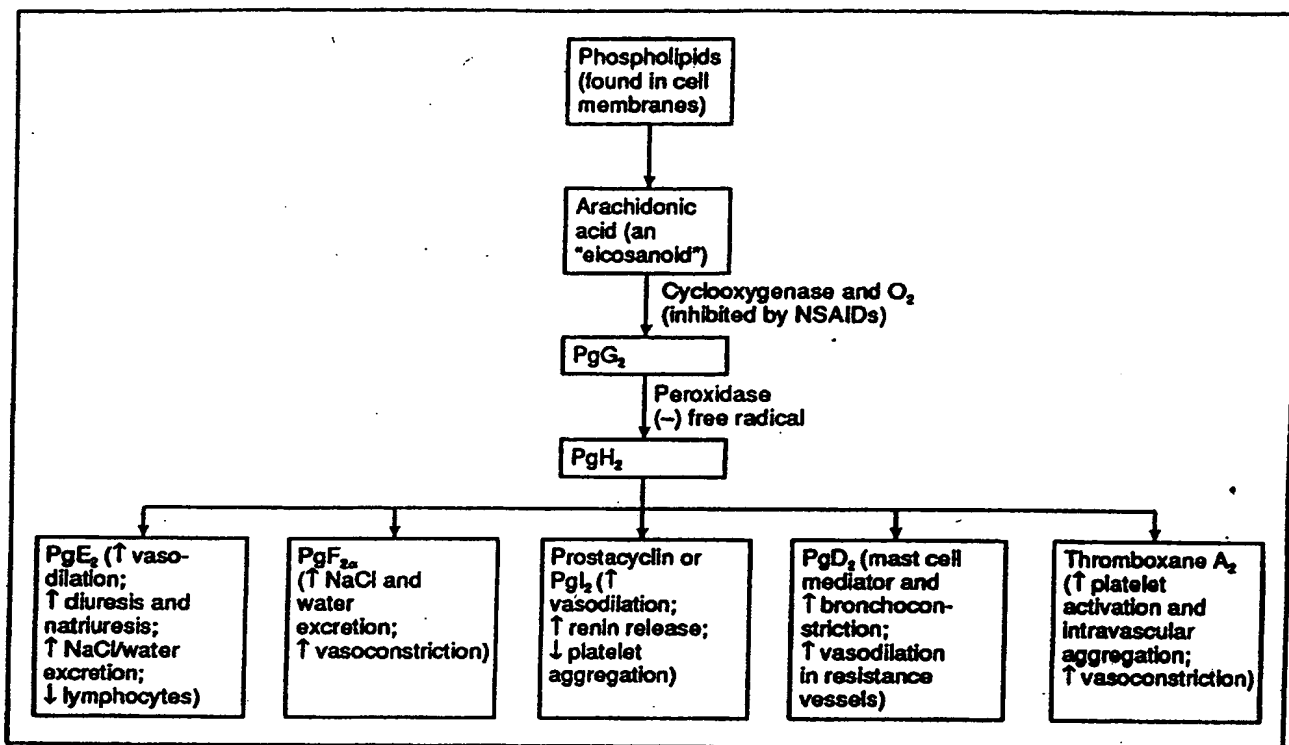 Phospholipids
(found in cell
membranes)
Arachidonic
acid (an
"eicosanoid")
Cyclooxygenase and O₂
(inhibited by NSAIDs)
PgG₂
Peroxidase
(–) free radical
PgH₂
PgE₂ (↑ vaso-
dilation;
↑ diuresis and
natriuresis;
↑ NaCl/water
excretion;
↓ lymphocytes)
PgF₂α
(↑ NaCl and
water
excretion;
↑ vasoconstriction)
Prostacyclin or
PgI₂ (↑
vasodilation;
↑ renin release;
↓ platelet
aggregation)
PgD₂ (mast cell
mediator and
↑ bronchocon-
striction;
↑ vasodilation
in resistance
vessels)
Thromboxane A₂
(↑ platelet
activation and
intravascular
aggregation;
↑ vasoconstriction)